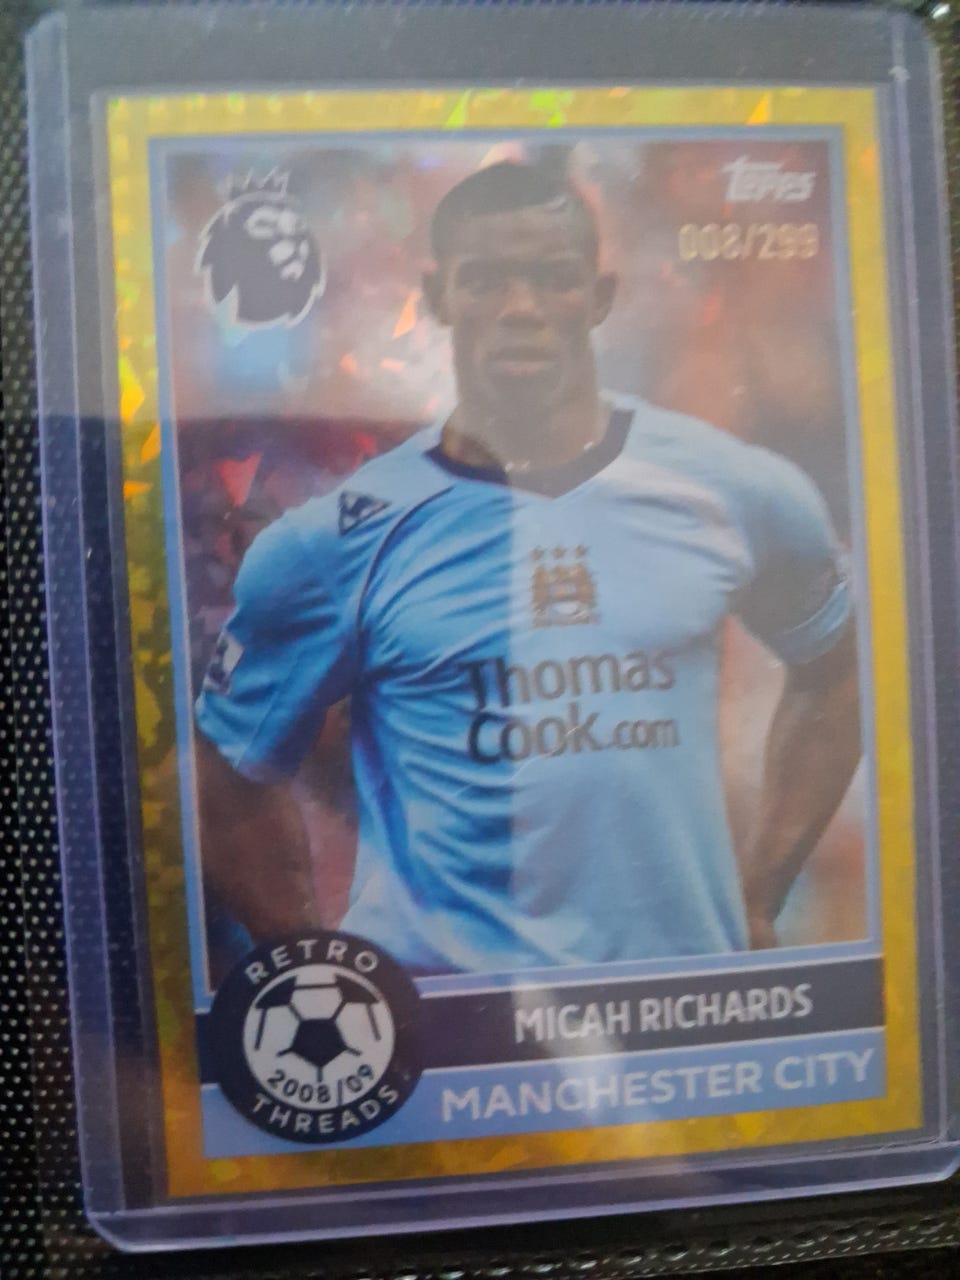 Topps
008/299
Thomas
Cook.com
RETRO
2008/09
THREADS
MICAH RICHARDS
MANCHESTER CITY